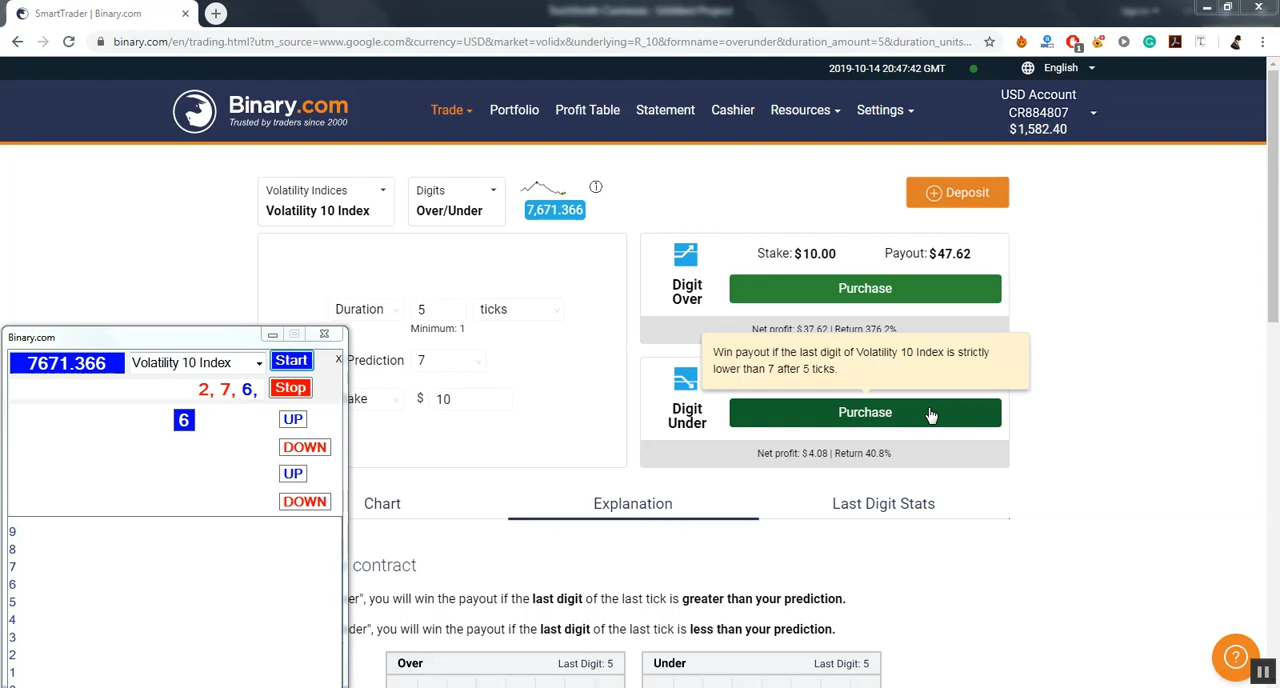 SmartTrader | Binary.com
binary.com/en/trading.html?utm_source=www.google.com&currency=USD&market=volidx&underlying=R_10&formname=overunder&duration_amount=5&duration_units...
2019-10-14 20:47:42 GMT
English
Binary.com
Trusted by traders since 2000
Trade
Portfolio
Profit Table
Statement
Cashier
Resources
Settings
USD Account
CR884807
$1,582.40
Volatility Indices
Volatility 10 Index
Digits
Over/Under
7,671.366
Deposit
Duration
5
ticks
Minimum: 1
Prediction
7
ake
$ 10
Stake: $10.00
Payout: $47.62
Digit Over
Purchase
Net profit: $37.62 | Return 376.2%
Win payout if the last digit of Volatility 10 Index is strictly
lower than 7 after 5 ticks.
Digit Under
Purchase
Net profit: $4.08 | Return 40.8%
Binary.com
7671.366
Volatility 10 Index
Start
X
2, 7, 6,
Stop
6
UP
DOWN
UP
DOWN
9
8
7
6
5
4
3
2
1
Chart
Explanation
Last Digit Stats
contract
er", you will win the payout if the last digit of the last tick is greater than your prediction.
der", you will win the payout if the last digit of the last tick is less than your prediction.
Over
Last Digit: 5
Under
Last Digit: 5